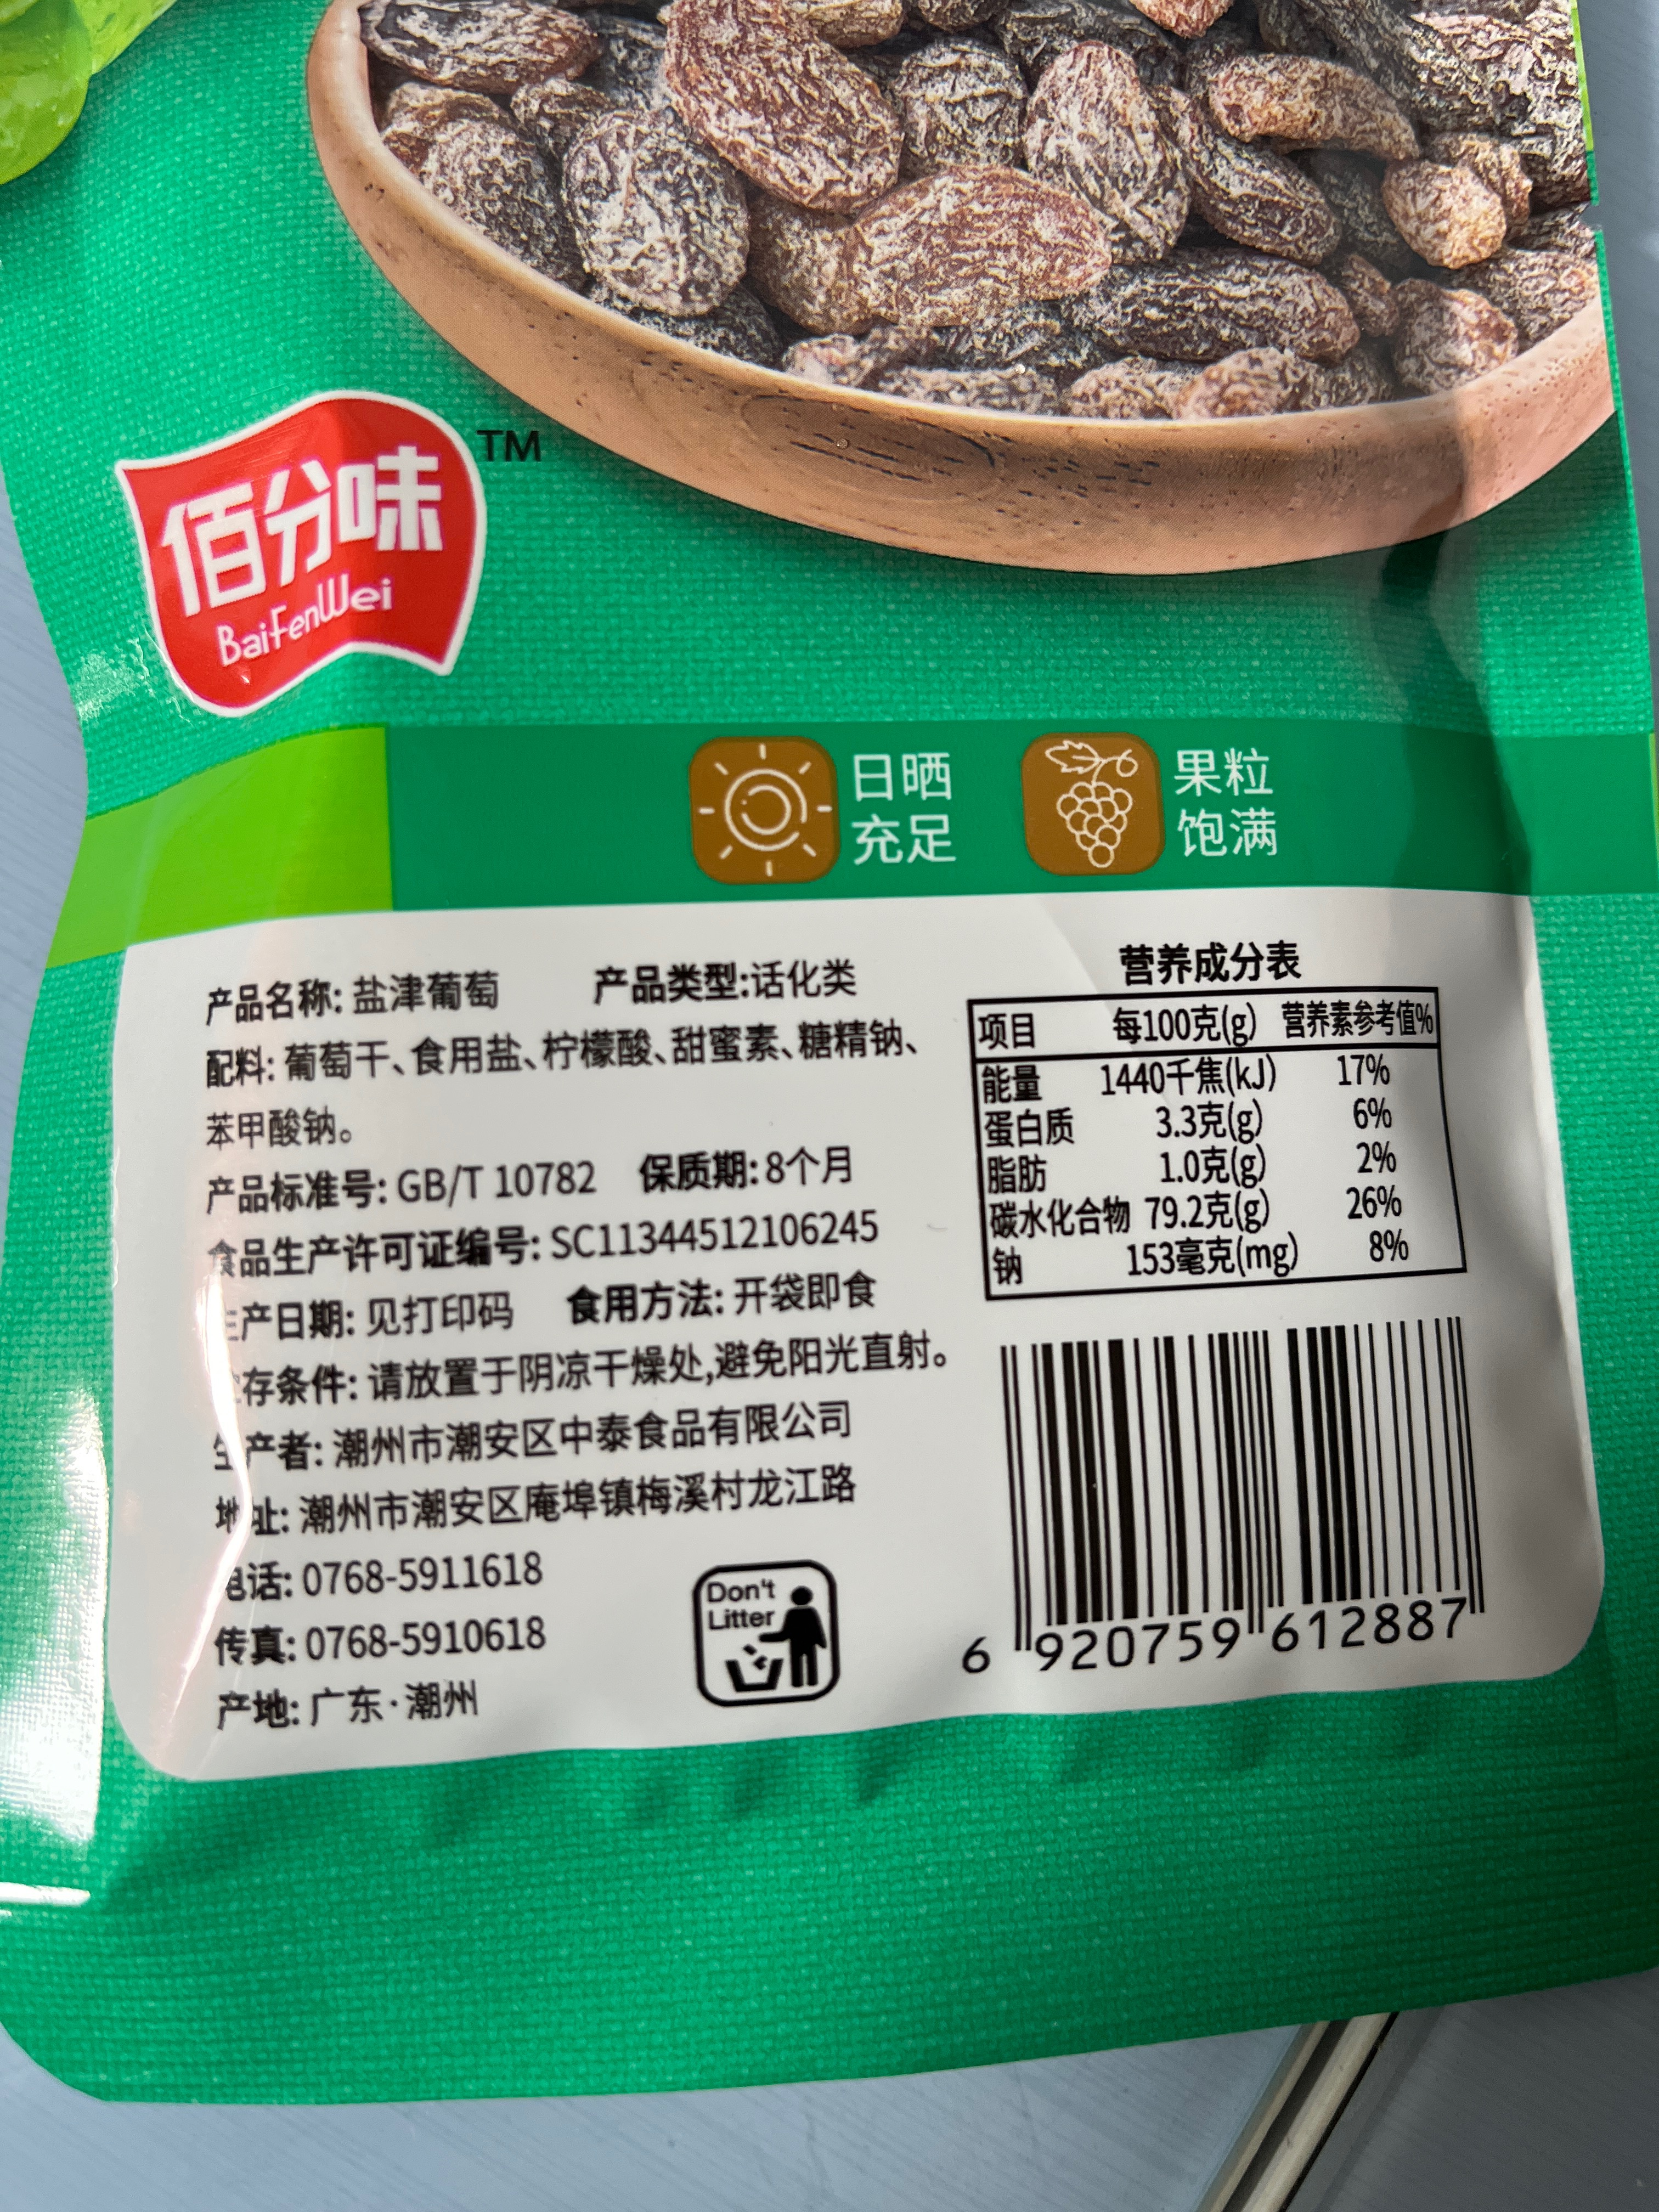 佰分味
TM
BaiFenWei
日晒
充足
果粒
饱满
产品名称: 盐津葡萄 产品类型:话化类
配料: 葡萄干、食用盐、柠檬酸、甜蜜素、糖精钠、
苯甲酸钠。
产品标准号: GB/T 10782 保质期: 8个月
食品生产许可证编号: SC11344512106245
生产日期: 见打印码 食用方法: 开袋即食
存条件: 请放置于阴凉干燥处,避免阳光直射。
生产者: 潮州市潮安区中泰食品有限公司
地址: 潮州市潮安区庵埠镇梅溪村龙江路
电话: 0768-5911618
传真: 0768-5910618
产地: 广东·潮州
Don't
Litter
营养成分表
项目 每100克(g) 营养素参考值%
能量 1440千焦(kJ) 17%
蛋白质 3.3克(g) 6%
脂肪 1.0克(g) 2%
碳水化合物 79.2克(g) 26%
钠 153毫克(mg) 8%
6 920759 612887